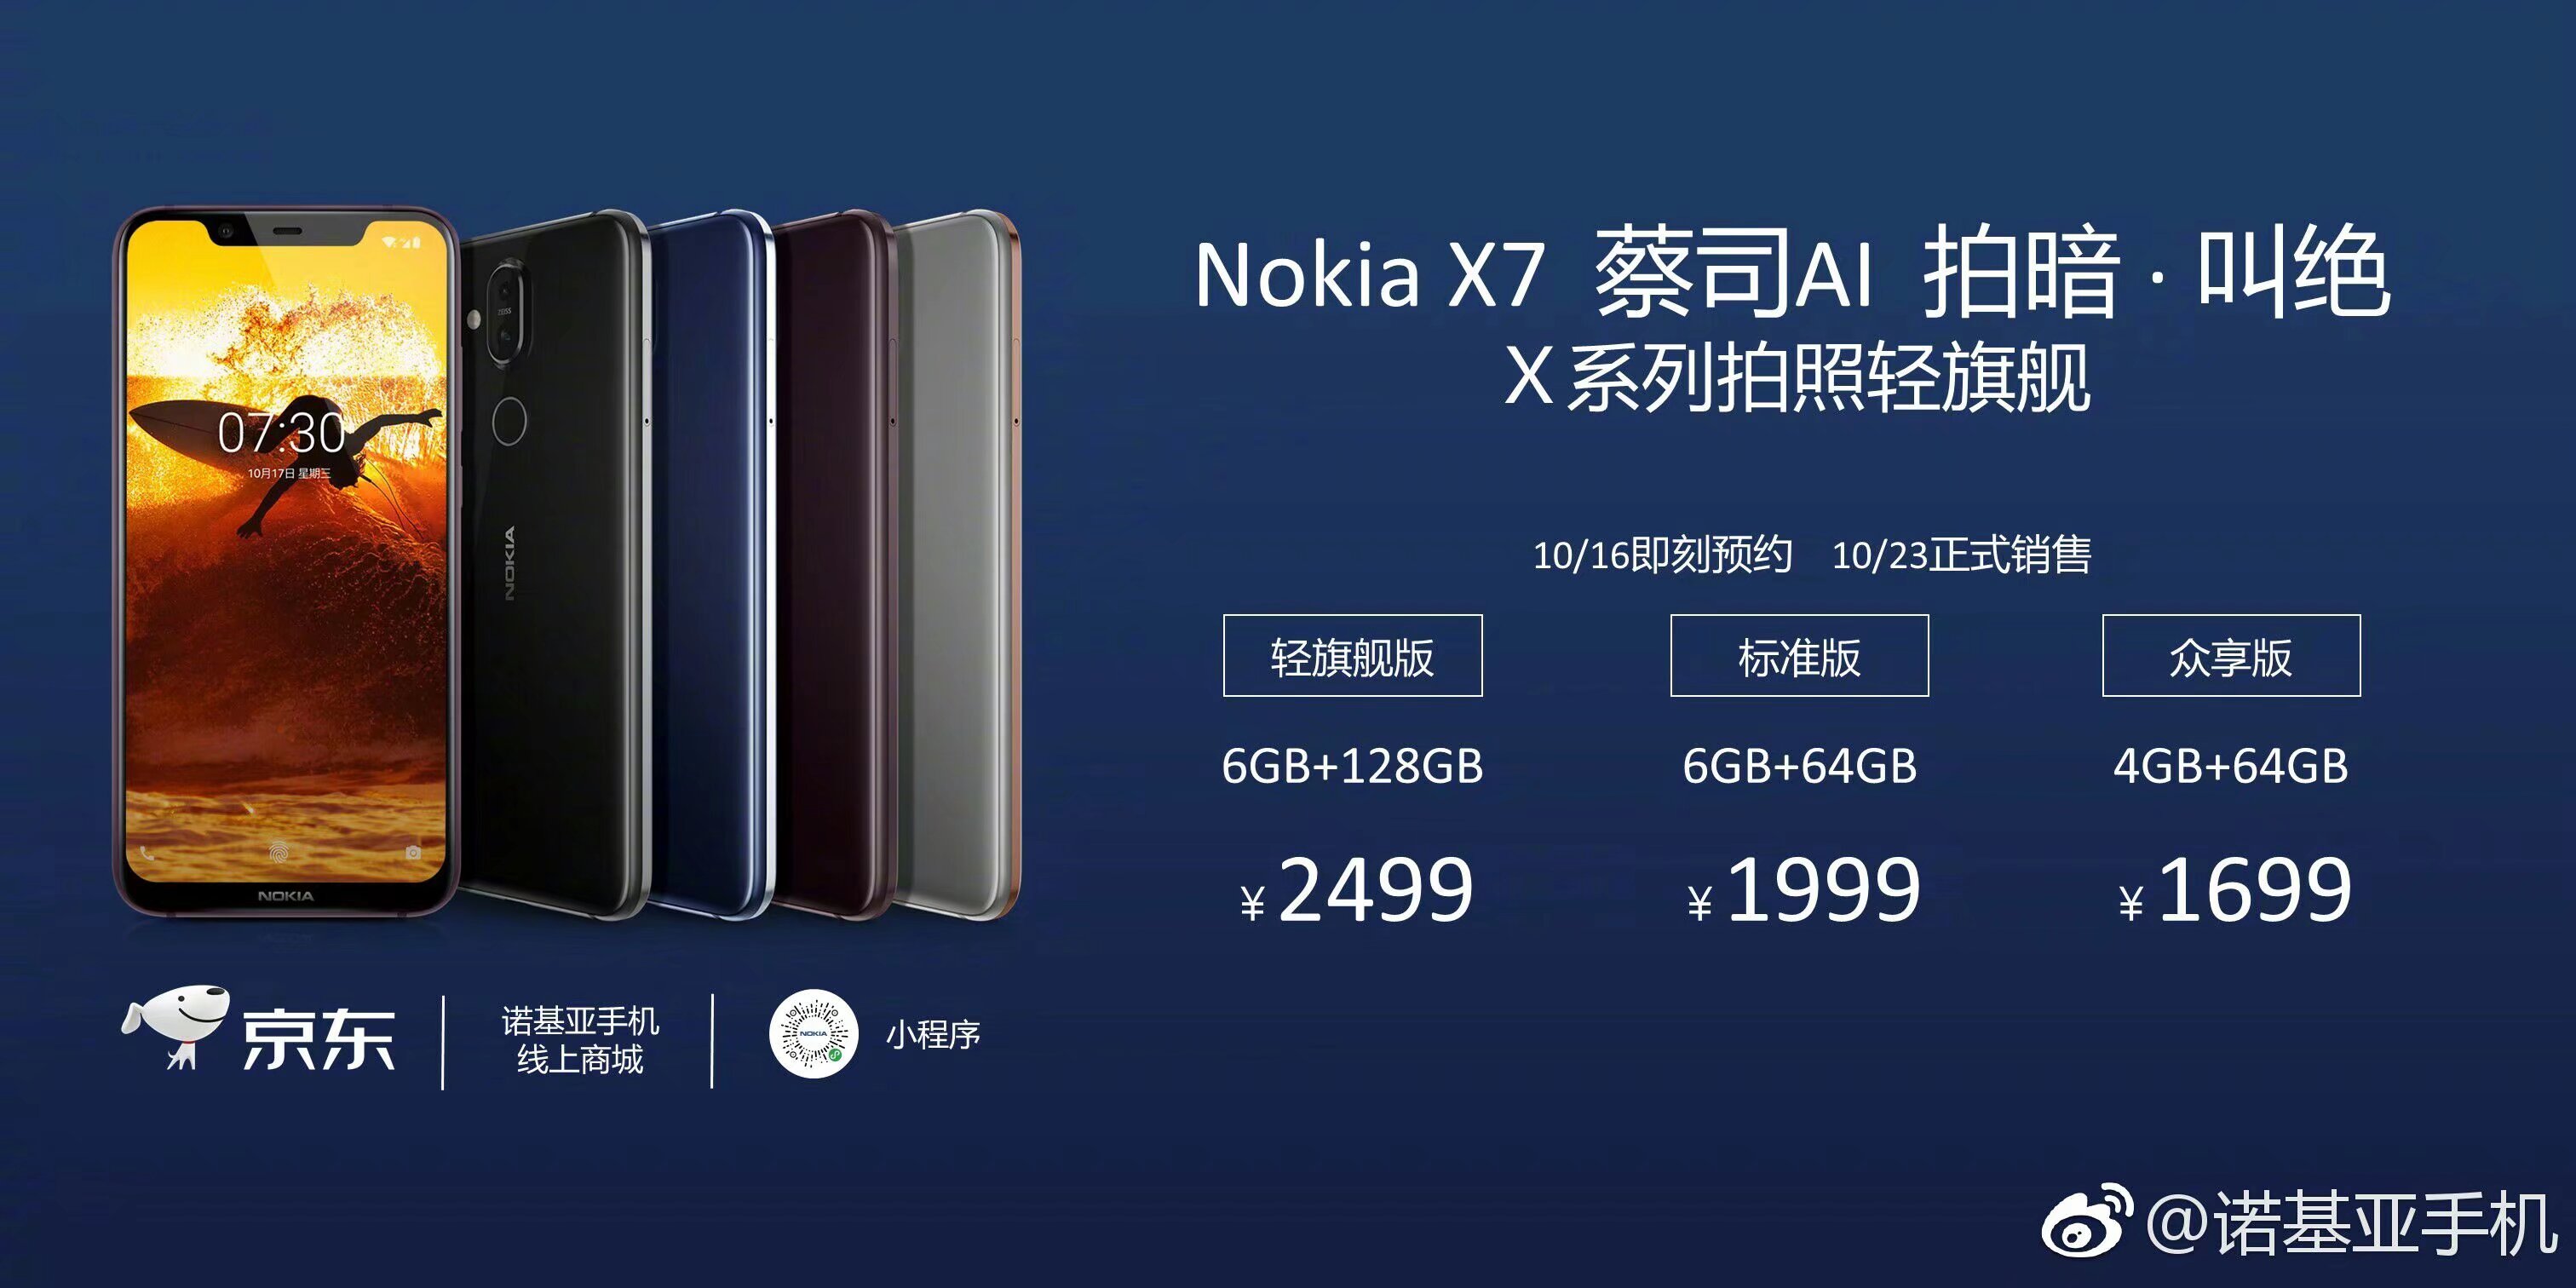 Nokia X7 蔡司AI 拍暗·叫绝
X系列拍照轻旗舰
10/16即刻预约 10/23正式销售
轻旗舰版 标准版 众享版
6GB+128GB 6GB+64GB 4GB+64GB
¥2499 ¥1999 ¥1699
07:30
10月17日 星期三
NOKIA
ZEISS
NOKIA
京东
诺基亚手机
线上商城
NOKIA
小程序
@诺基亚手机